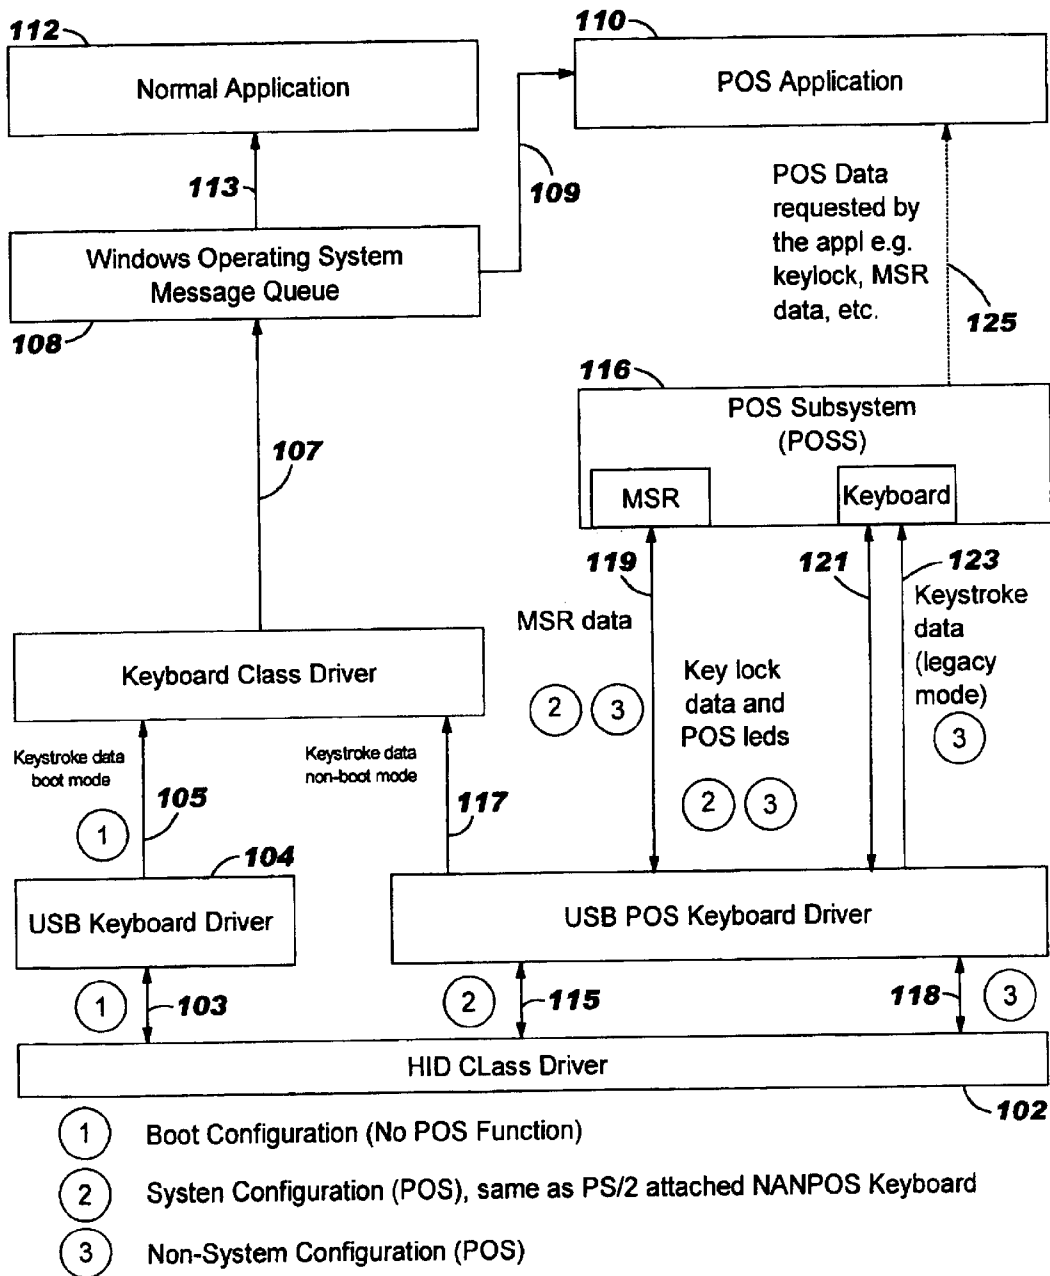 112
Normal Application
110
POS Application
113
109
POS Data
requested by
the appl e.g.
keylock, MSR
data, etc.
125
Windows Operating System
Message Queue
108
107
116
POS Subsystem
(POSS)
MSR
Keyboard
119
MSR data
2 3
121
Key lock
data and
POS leds
2 3
123
Keystroke
data
(legacy
mode)
3
Keyboard Class Driver
Keystroke data
boot mode
105
1
Keystroke data
non-boot mode
117
104
USB Keyboard Driver
USB POS Keyboard Driver
1
103
2
115
118
3
HID CLass Driver
102
1 Boot Configuration (No POS Function)
2 Systen Configuration (POS), same as PS/2 attached NANPOS Keyboard
3 Non-System Configuration (POS)